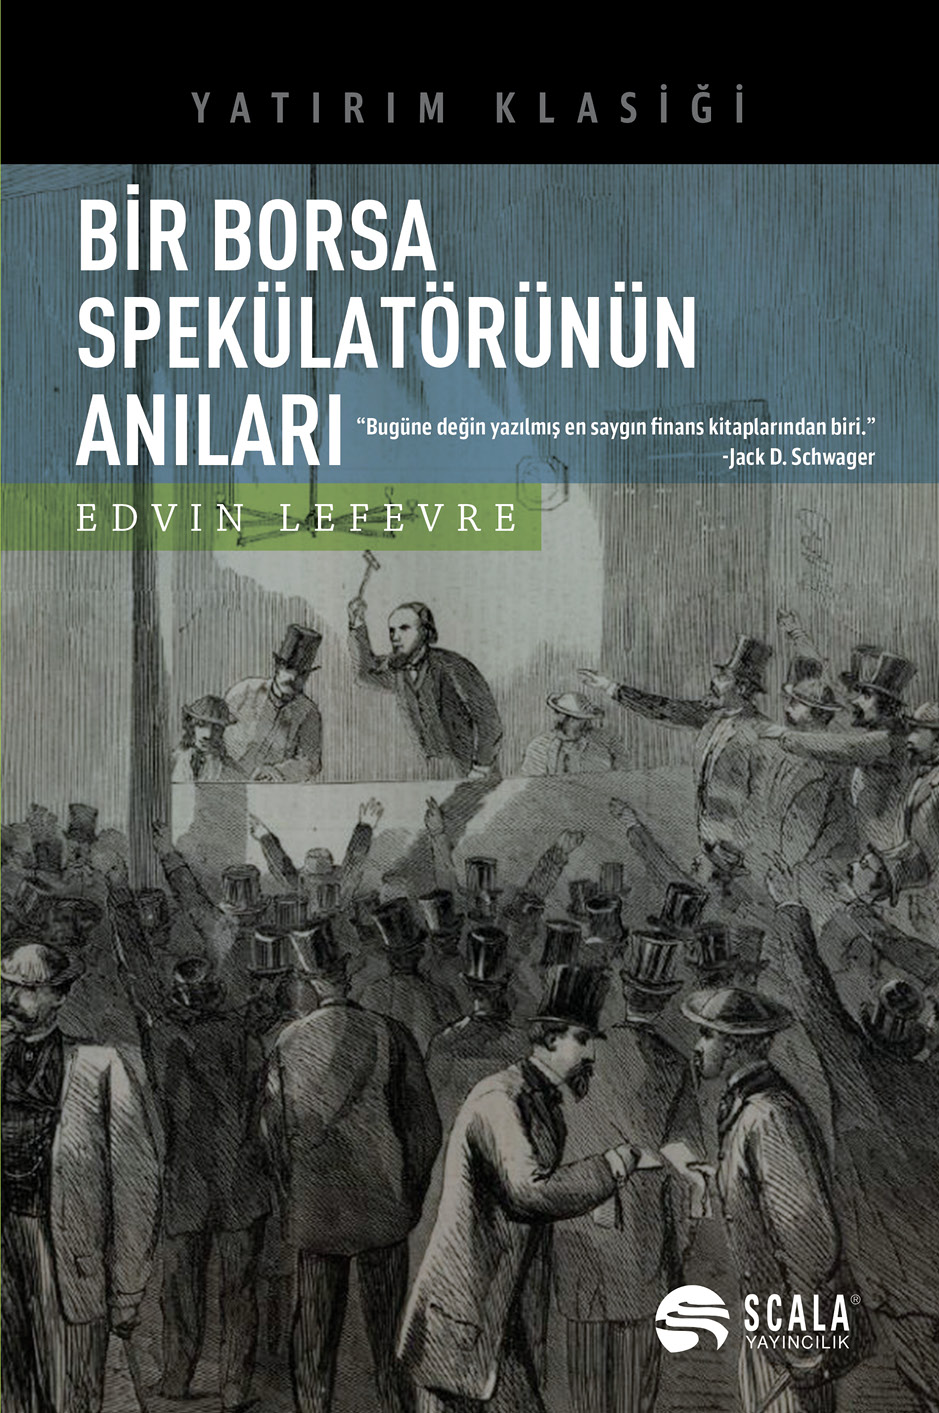 YATIRIM KLASİĞİ
BİR BORSA
SPEKÜLATÖRÜNÜN
ANILARI
“Bugüne değin yazılmış en saygın finans kitaplarından biri.”
-Jack D. Schwager
EDVIN LEFEVRE
SCALA®
YAYINCILIK